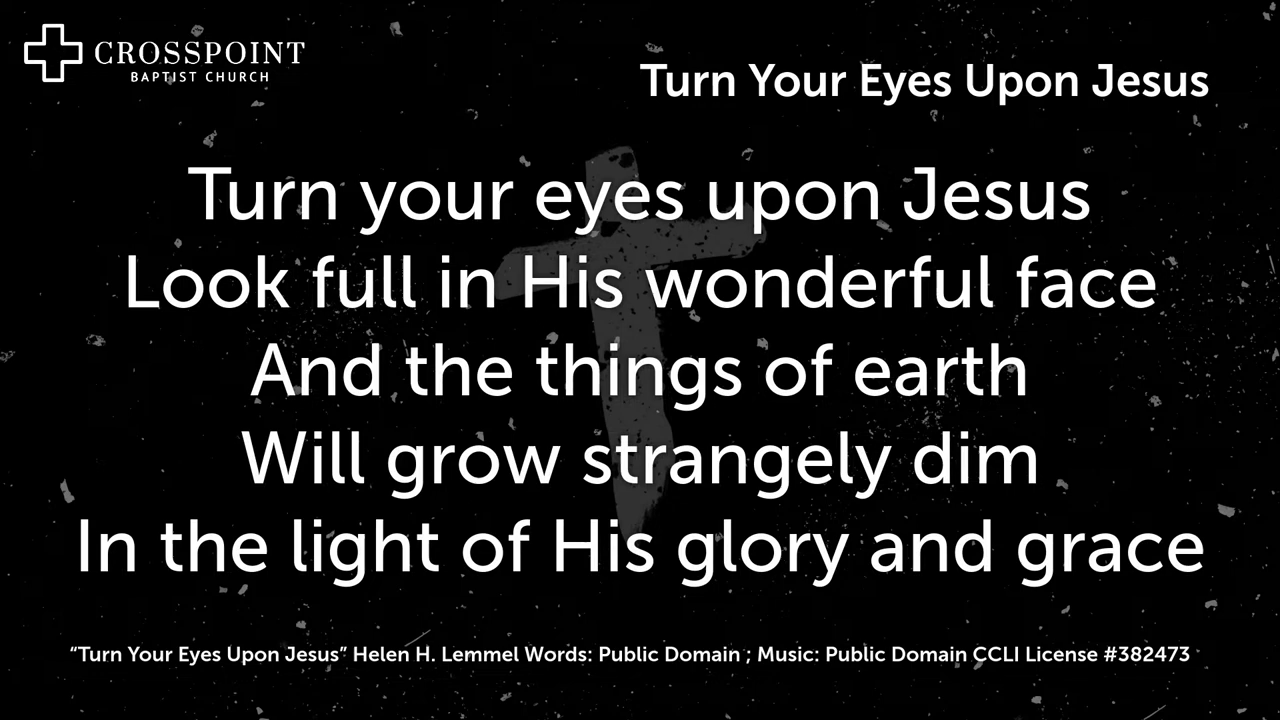 CROSSPOINT
BAPTIST CHURCH
Turn Your Eyes Upon Jesus
Turn your eyes upon Jesus
Look full in His wonderful face
And the things of earth
Will grow strangely dim
In the light of His glory and grace
“Turn Your Eyes Upon Jesus” Helen H. Lemmel Words: Public Domain ; Music: Public Domain CCLI License #382473